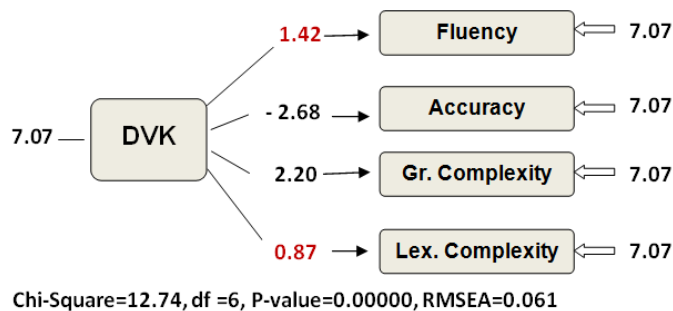 1.42 Fluency 7.07
7.07 DVK - 2.68 Accuracy 7.07
2.20 Gr. Complexity 7.07
0.87 Lex. Complexity 7.07
Chi-Square=12.74, df =6, P-value=0.00000, RMSEA=0.061